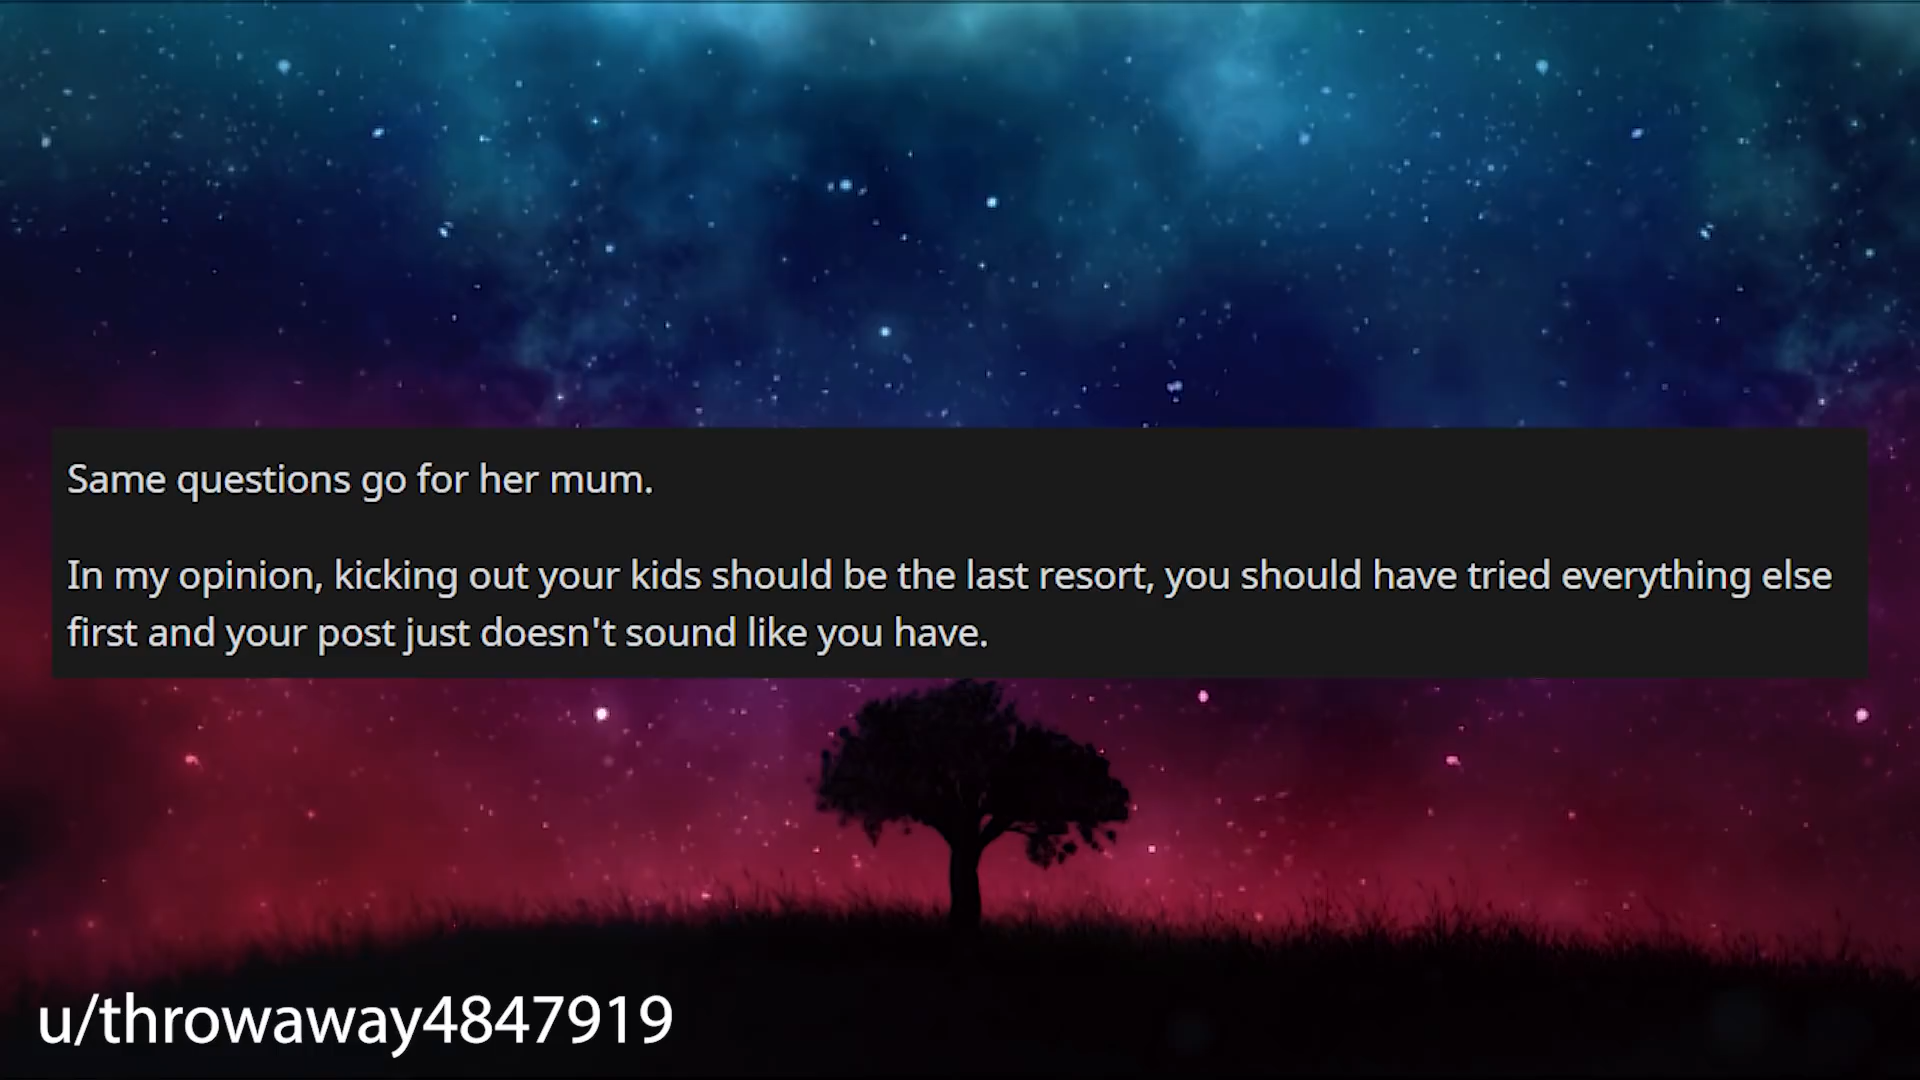 Same questions go for her mum.
In my opinion, kicking out your kids should be the last resort, you should have tried everything else
first and your post just doesn't sound like you have.
u/throwaway4847919